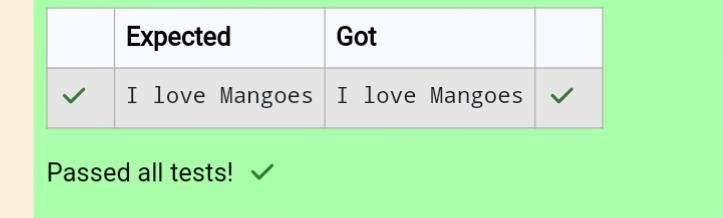 Expected Got
I love Mangoes I love Mangoes
Passed all tests!